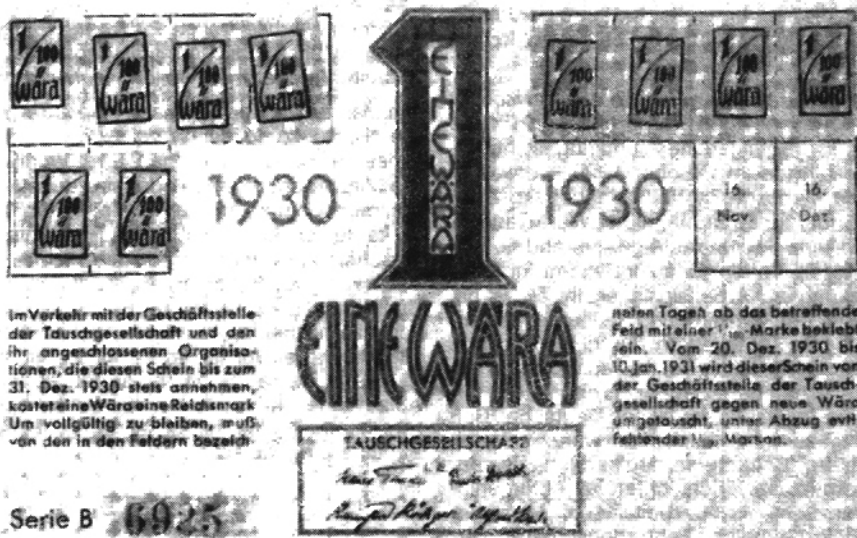 1/100 Wära
1/100 Wära
1/100 Wära
1/100 Wära
1/100 Wära
1/100 Wära
1
EINE WÄRA
1/100 Wära
1/100 Wära
1/100 Wära
1/100 Wära
1930
1930
16. Nov.
16. Dez.
EINE WÄRA
Im Verkehr mit der Geschäftsstelle
der Tauschgesellschaft und den
ihr angeschlossenen Organisa-
tionen, die diesen Schein bis zum
31. Dez. 1930 stets annehmen,
kostet eine Wära eine Reichsmark
Um vollgültig zu bleiben, muß
von den in den Feldern bezeich-
neten Tagen ab das betreffende
Feld mit einer 1/100-Marke beklebt
sein. Vom 20. Dez. 1930 bis
10. Jan. 1931 wird dieser Schein von
der Geschäftsstelle der Tausch-
gesellschaft gegen neue Wära
umgetauscht, unter Abzug evtl.
fehlender 1/100 Marken.
TAUSCHGESELLSCHAFT
Serie B 6925